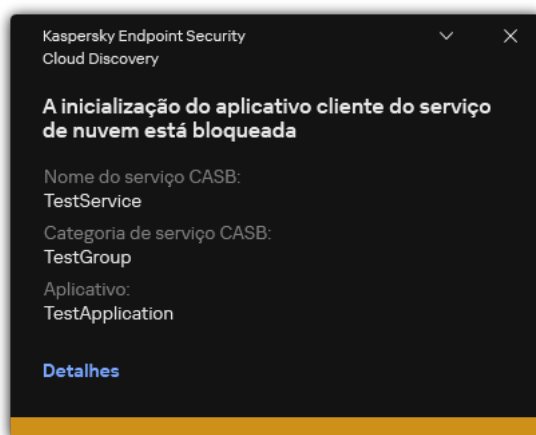 Kaspersky Endpoint Security
Cloud Discovery
A inicialização do aplicativo cliente do serviço
de nuvem está bloqueada
Nome do serviço CASB:
TestService
Categoria de serviço CASB:
TestGroup
Aplicativo:
TestApplication
Detalhes